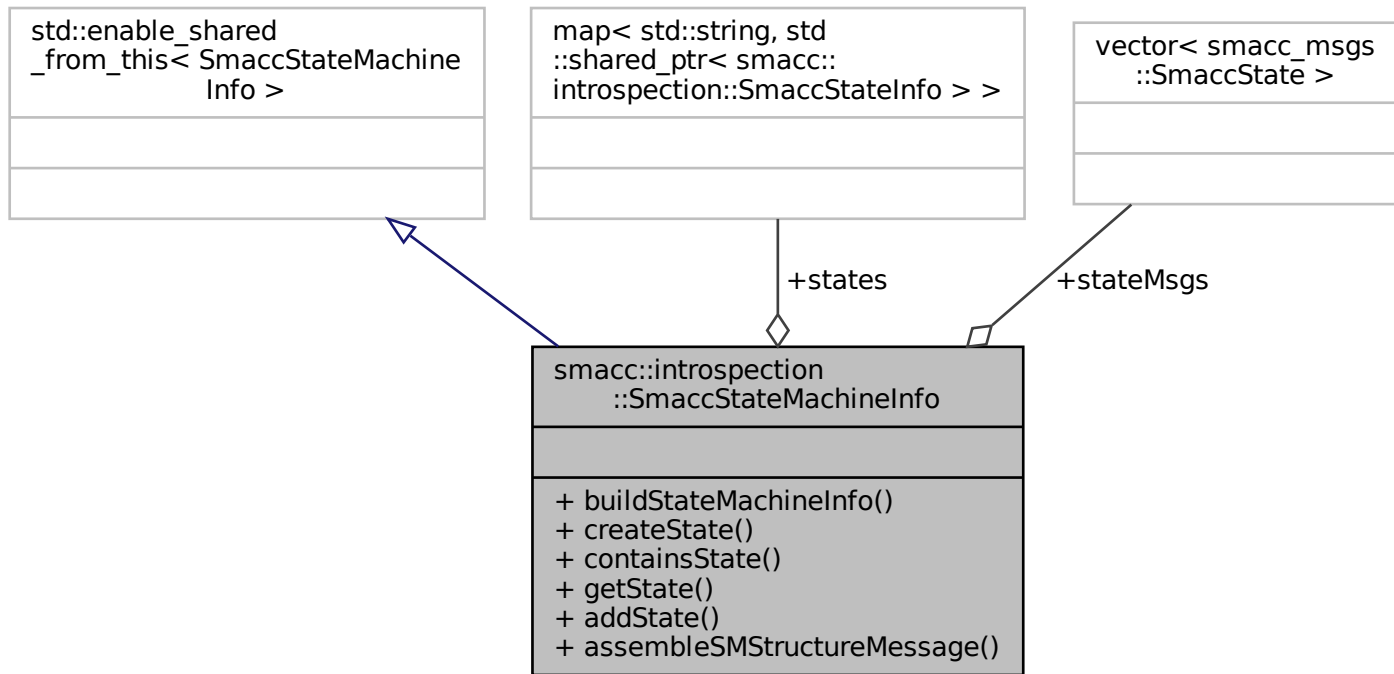 std::enable_shared
_from_this< SmaccStateMachine
Info >
map< std::string, std
::shared_ptr< smacc::
introspection::SmaccStateInfo > >
vector< smacc_msgs
::SmaccState >
+states
+stateMsgs
smacc::introspection
::SmaccStateMachineInfo
+ buildStateMachineInfo()
+ createState()
+ containsState()
+ getState()
+ addState()
+ assembleSMStructureMessage()